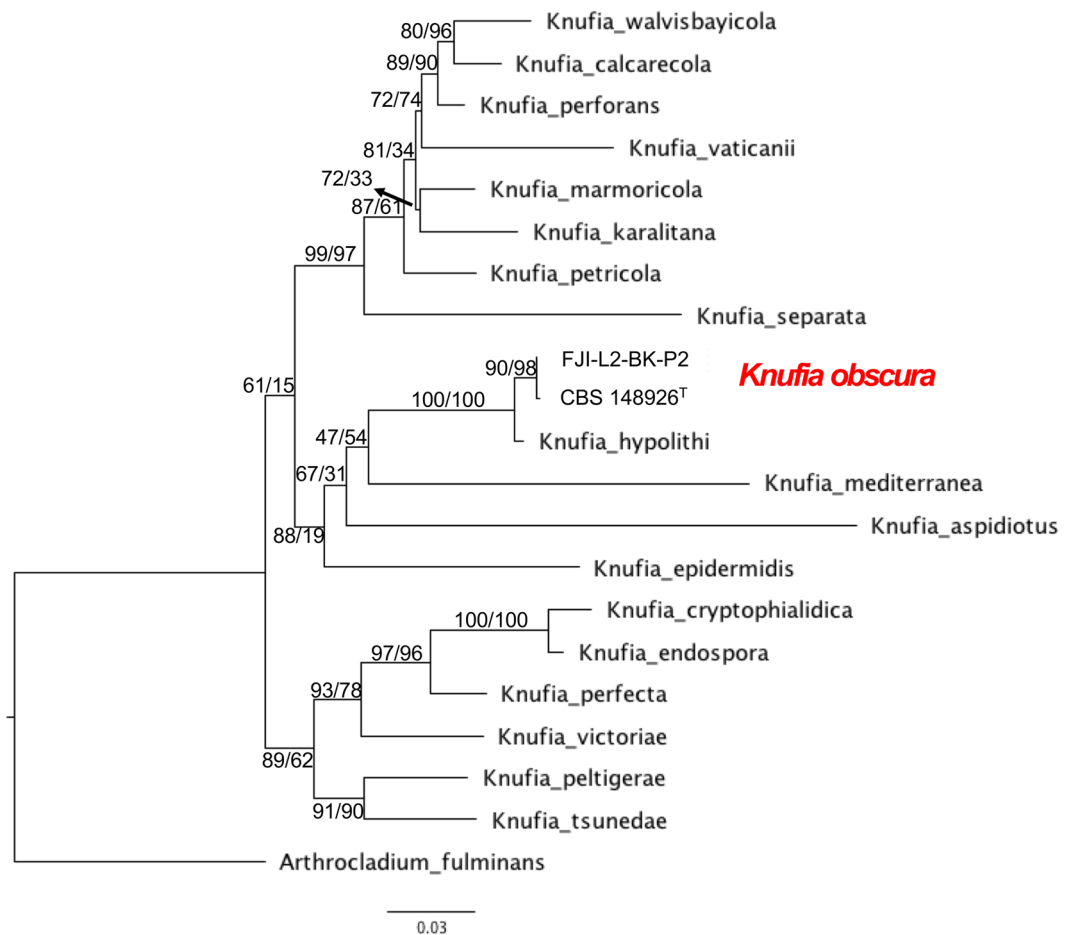 Knufia_walvisbayicola
80/96
Knufia_calcarecola
89/90
Knufia_perforans
72/74
Knufia_vaticanii
81/34
72/33
Knufia_marmoricola
87/61
Knufia_karalitana
99/97
Knufia_petricola
Knufia_separata
FJI-L2-BK-P2
90/98
Knufia obscura
CBS 148926T
61/15
100/100
47/54
Knufia_hypolithi
67/31
Knufia_mediterranea
88/19
Knufia_aspidiotus
Knufia_epidermidis
Knufia_cryptophialidica
100/100
97/96
Knufia_endospora
93/78
Knufia_perfecta
Knufia_victoriae
89/62
Knufia_peltigerae
91/90
Knufia_tsunedae
Arthrocladium_fulminans
0.03